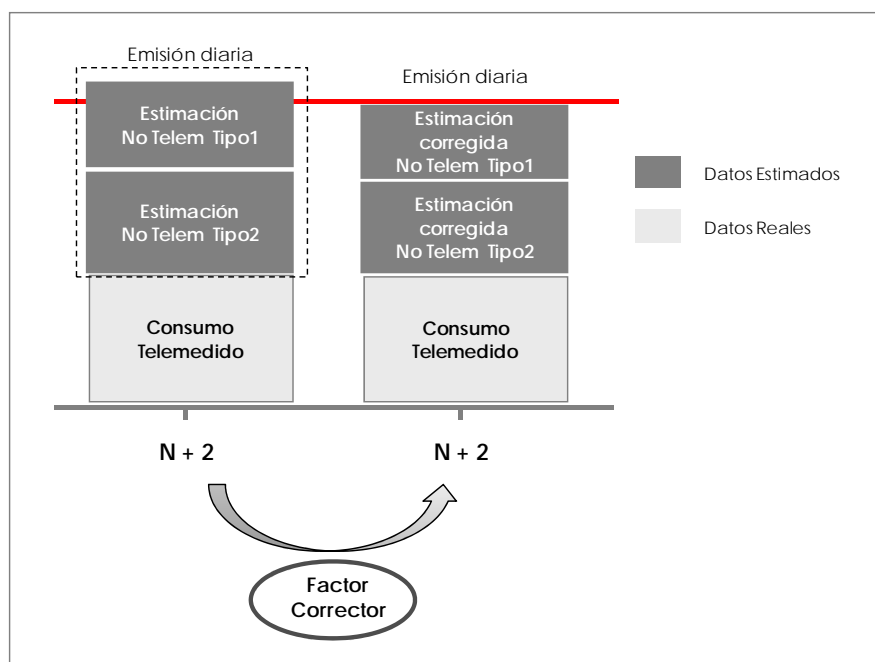 Emisión diaria
Estimación
No Telem Tipo1
Estimación
No Telem Tipo2
Consumo
Telemedido
N + 2
Emisión diaria
Estimación
corregida
No Telem Tipo1
Estimación
corregida
No Telem Tipo2
Consumo
Telemedido
N + 2
Datos Estimados
Datos Reales
Factor
Corrector